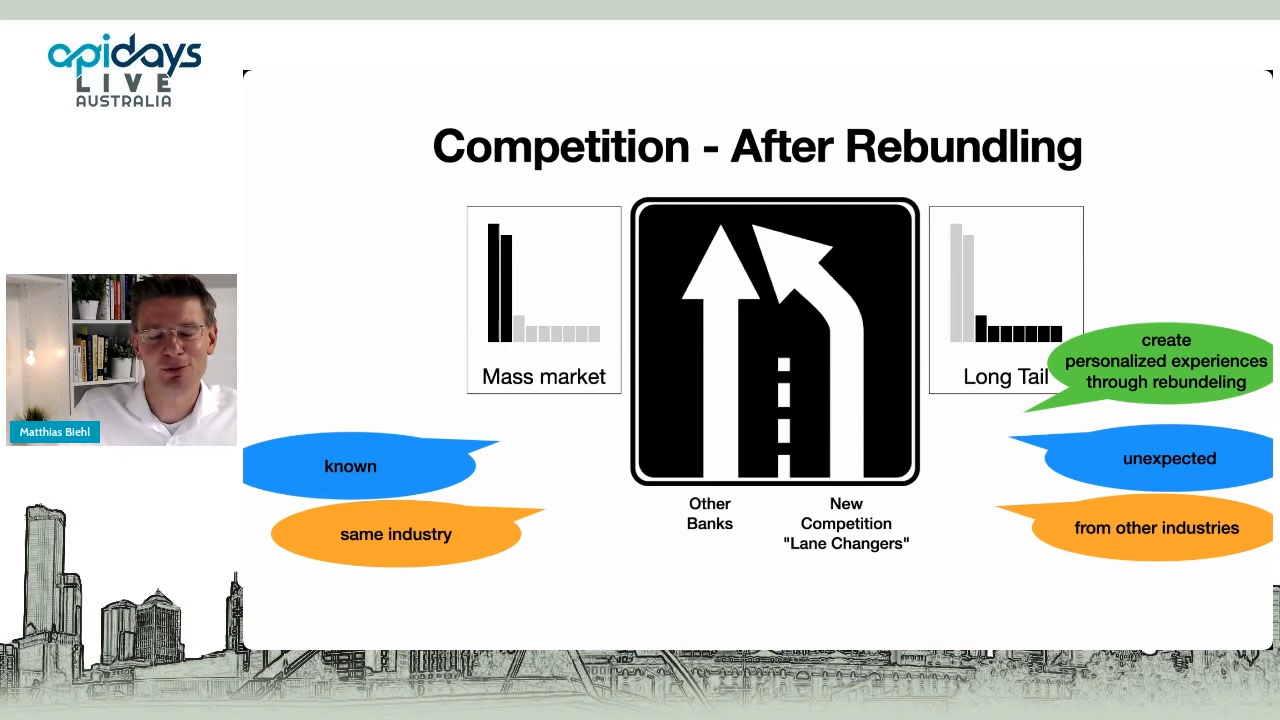 apidays
LIVE
AUSTRALIA
Competition - After Rebundling
Mass market
Long Tail
create
personalized experiences
through rebundeling
known
unexpected
same industry
from other industries
Other
Banks
New
Competition
"Lane Changers"
Matthias Biehl